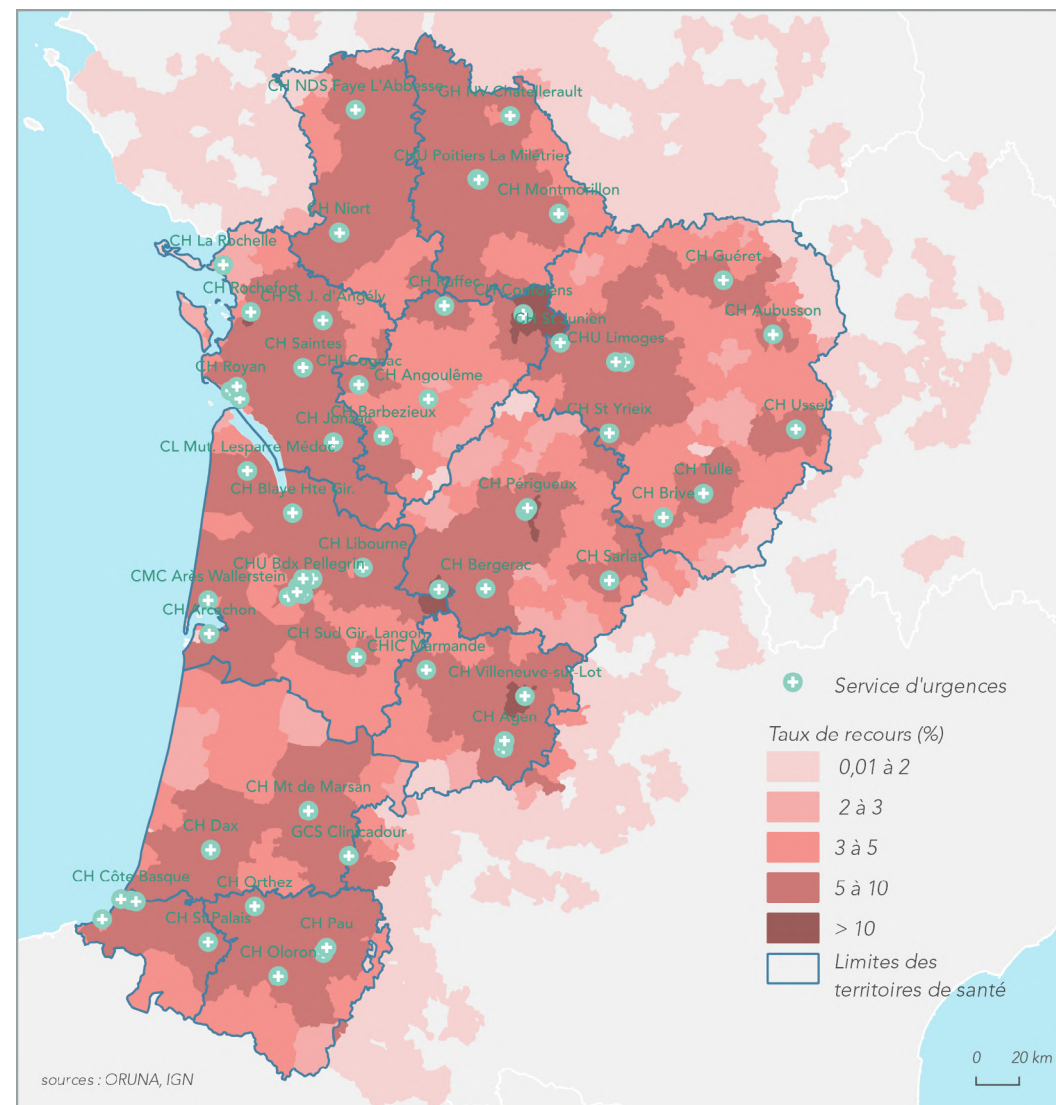 CH NDS Faye L'Abbesse
GH NV Chatellerault
CHU Poitiers La Milétrie
CH Montmorillon
CH Niort
CH La Rochelle
CH Guéret
CH Ruffec
CH Rochefort
CH Confolens
CH St J. d'Angély
CH Aubusson
CH St Junien
CHU Limoges
CH Saintes
CHI Cognac
CH Royan
CH Angoulême
CH Barbezieux
CH Ussel
CH St Yrieix
CH Jonzac
CL Mut. Lesparre Médoc
CH Tulle
CH Périgueux
CH Blaye Hte Gir.
CH Brive
CH Libourne
CH Sarlat
CHU Bdx Pellegrin
CH Bergerac
CMC Arès Wallerstein
CH Arcachon
CH Sud Gir. Langon
CHIC Marmande
CH Villeneuve-sur-Lot
CH Agen
CH Mt de Marsan
CH Dax
GCS Clinicadour
CH Côte Basque
CH Orthez
CH St Palais
CH Pau
CH Oloron
Service d'urgences
Taux de recours (%)
0,01 à 2
2 à 3
3 à 5
5 à 10
> 10
Limites des
territoires de santé
0 20 km
sources : ORUNA, IGN